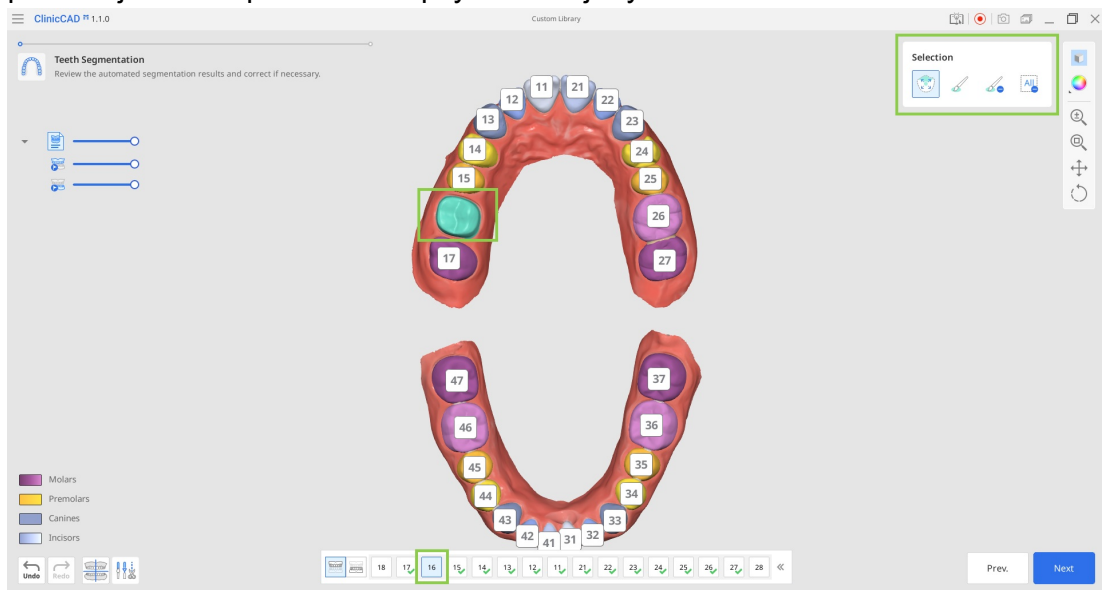 ClinicCAD 1.1.0
Custom Library
Teeth Segmentation
Review the automated segmentation results and correct if necessary.
Selection
All
11 21
12 22
13 23
14 24
15 25
26
17 27
47 37
46 36
45 35
44 34
43 33
42 41 31 32
Molars
Premolars
Canines
Incisors
Undo Redo
18 17 16 15 14 13 12 11 21 22 23 24 25 26 27 28 «
Prev. Next